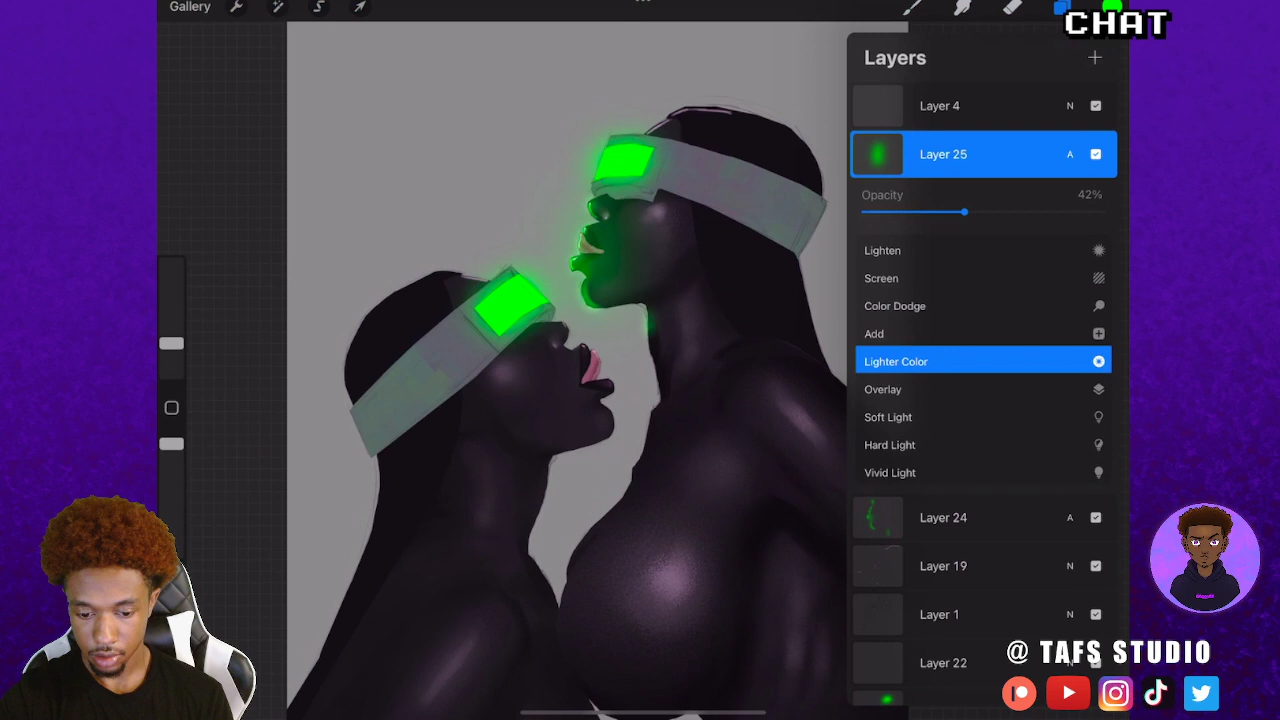 Gallery
CHAT
Layers
Layer 4 N
Layer 25 A
Opacity 42%
Lighten
Screen
Color Dodge
Add
Lighter Color
Overlay
Soft Light
Hard Light
Vivid Light
Layer 24 A
Layer 19 N
Layer 1 N
Layer 22
@ TAFS STUDIO